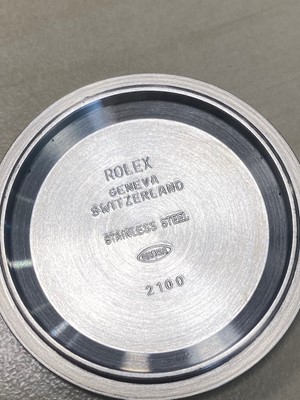 ROLEX
GENEVA
SWITZERLAND
STAINLESS STEEL
2100